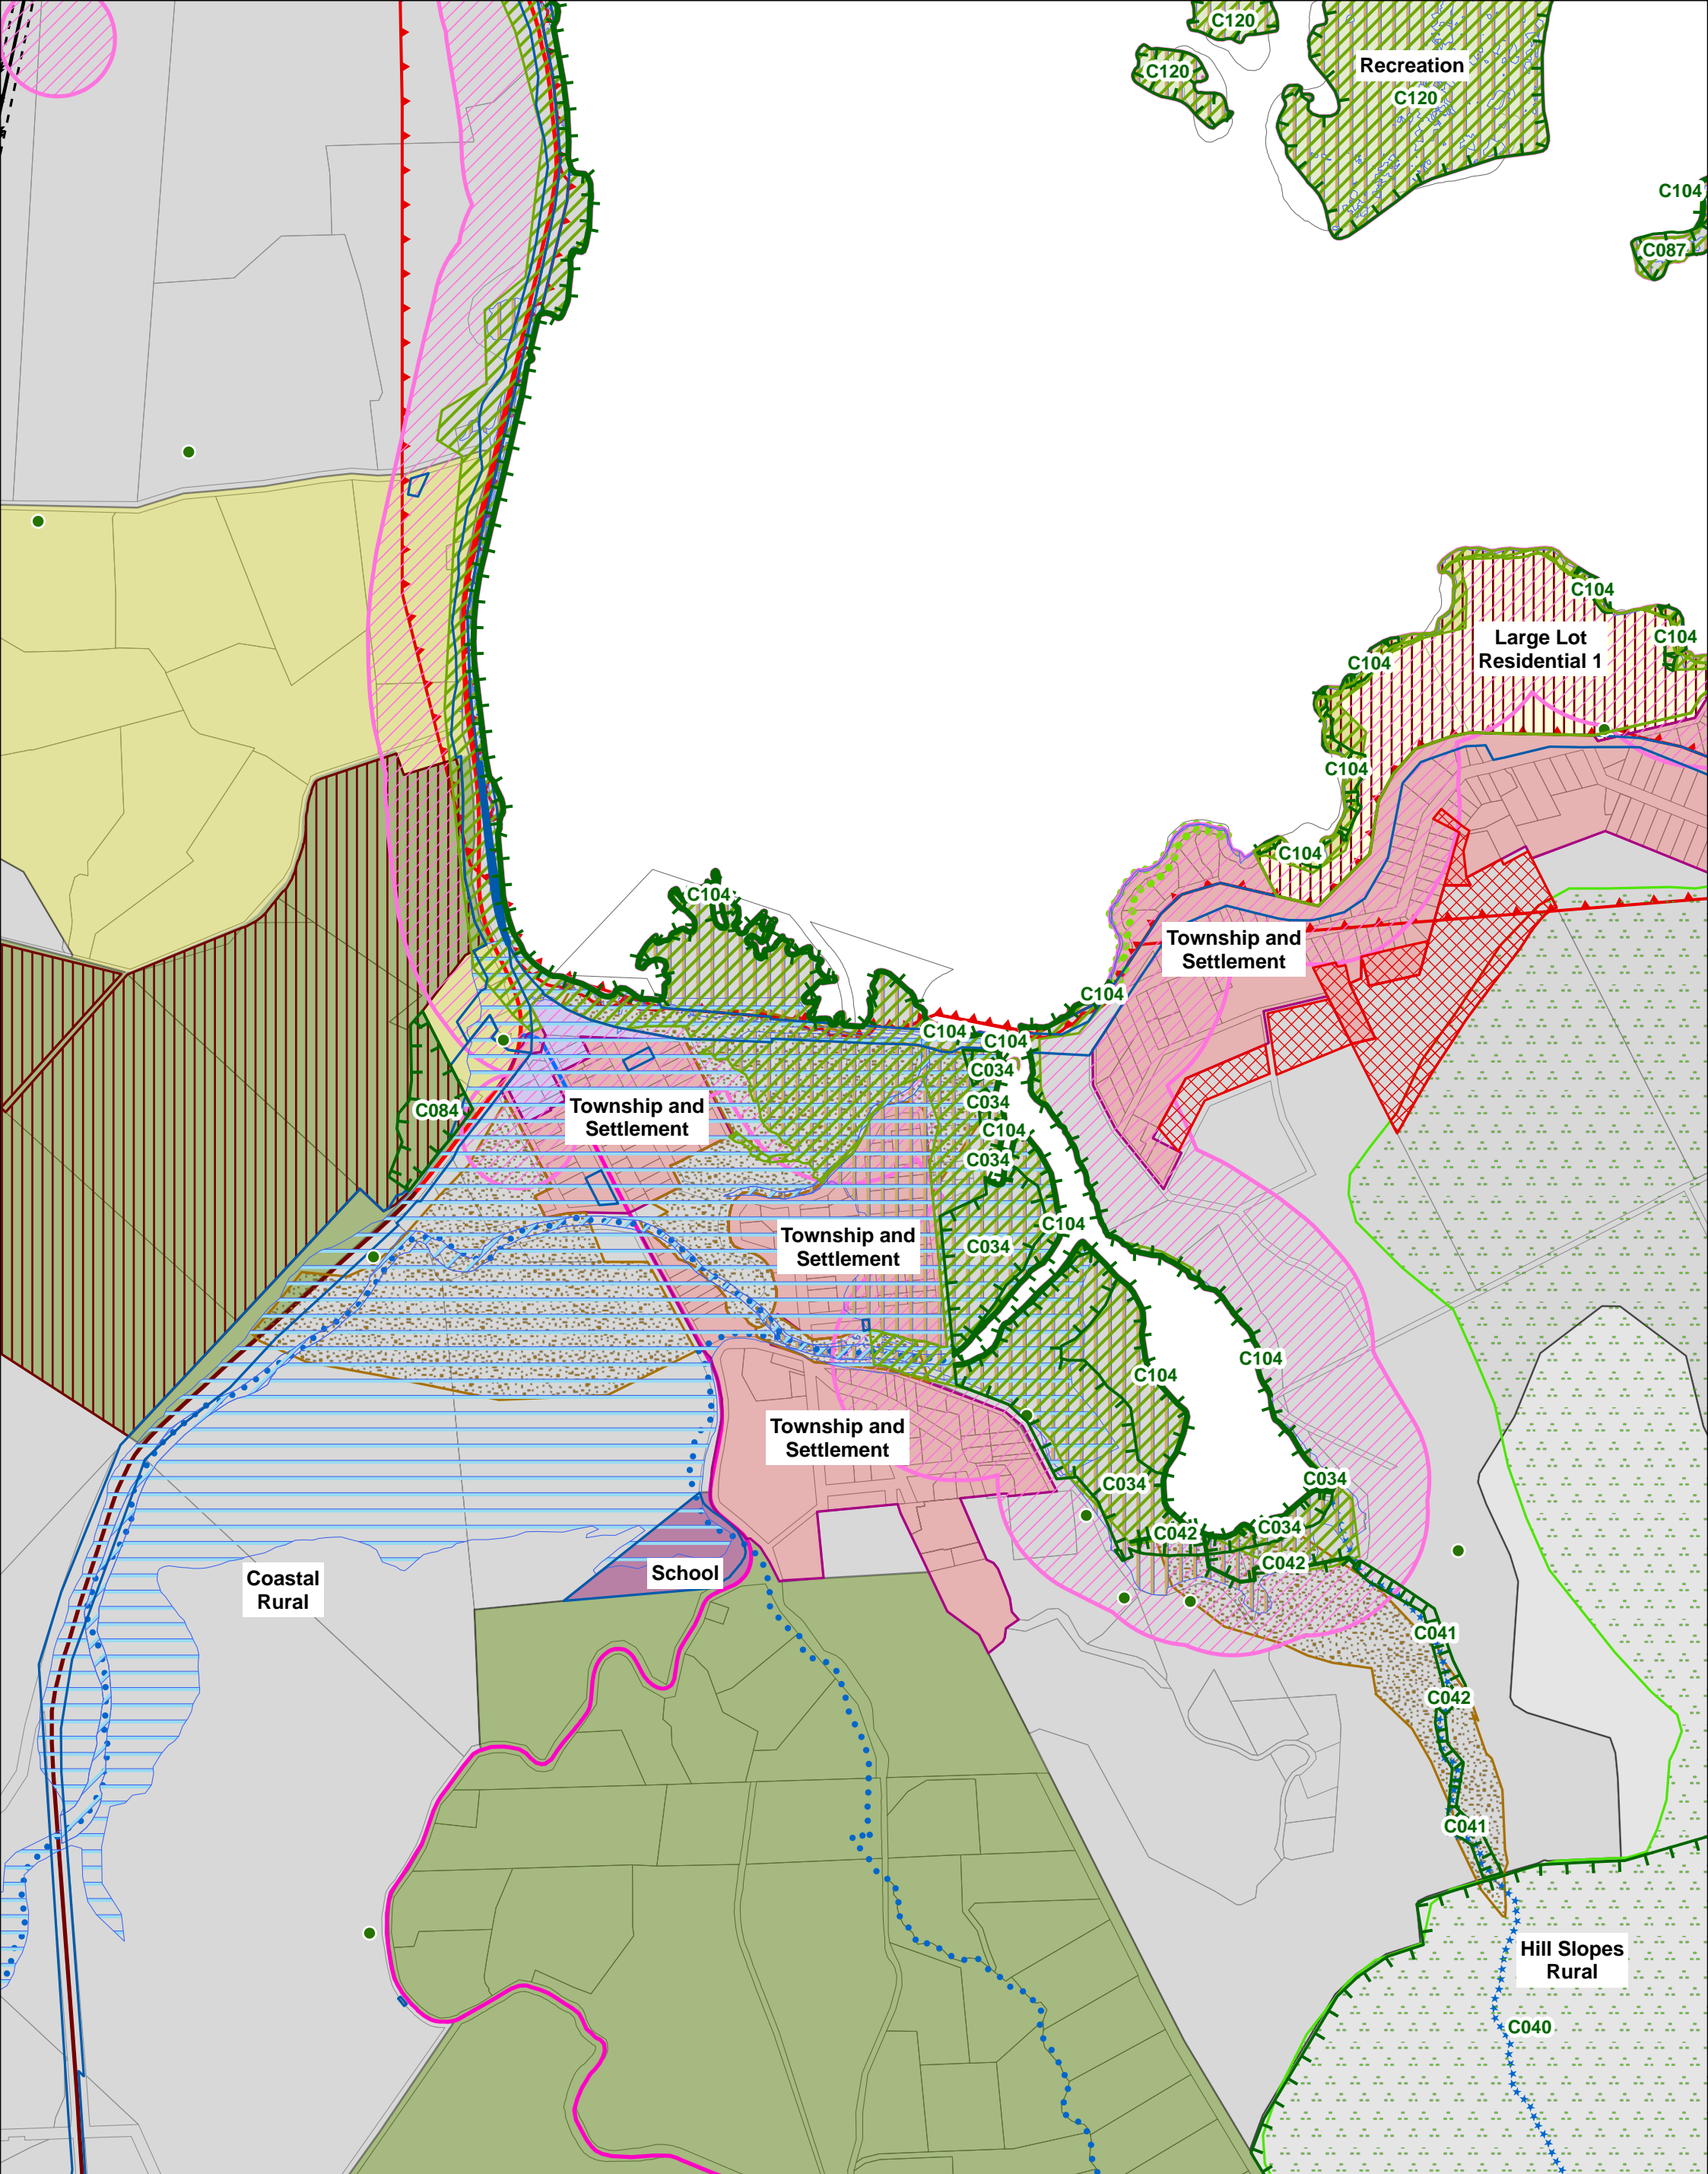 C120
Recreation
C120
C120
C104
C087
C104
Large Lot
Residential 1
C104
C104
C104
C104
C104
Township and
Settlement
C104
C104
C104
C034
C034
C084
Township and
Settlement
C104
C034
C104
Township and
Settlement
C034
C104
C104
Township and
Settlement
C034
C034
C042
C034
C042
School
Coastal
Rural
C041
C042
C041
Hill Slopes
Rural
C040